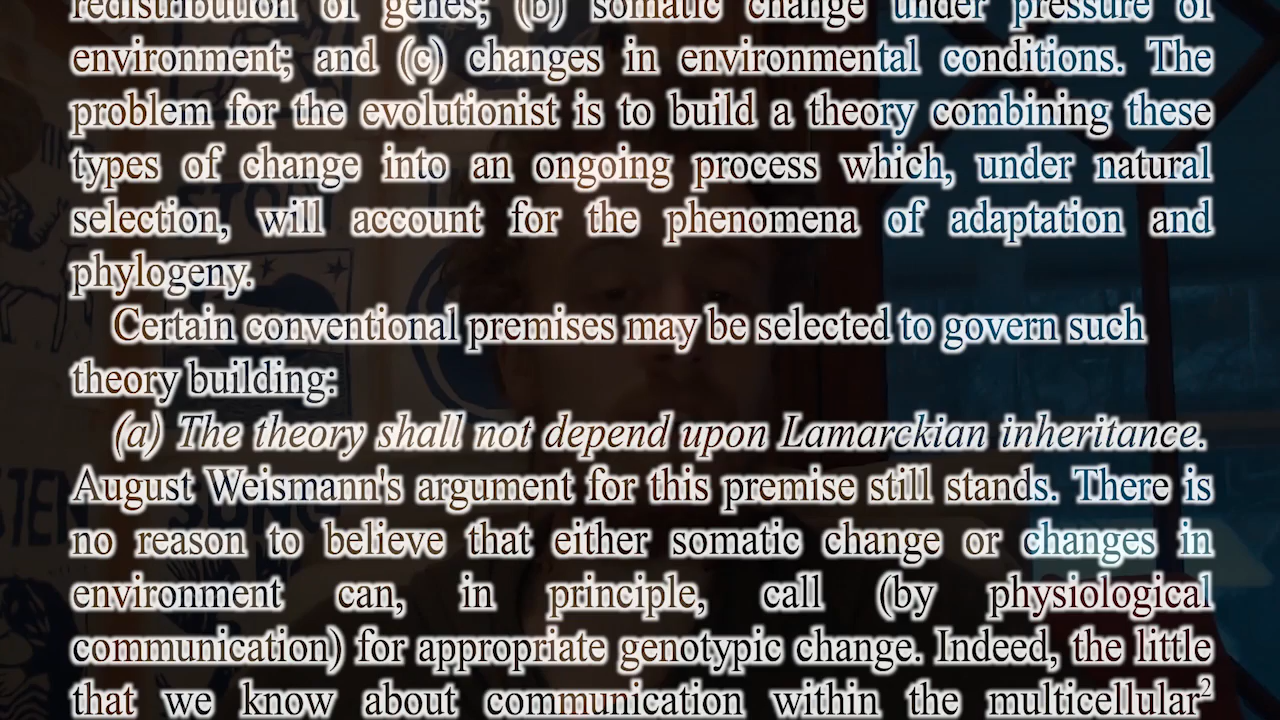 redistribution of genes; (b) somatic change under pressure of
environment; and (c) changes in environmental conditions. The
problem for the evolutionist is to build a theory combining these
types of change into an ongoing process which, under natural
selection, will account for the phenomena of adaptation and
phylogeny.
Certain conventional premises may be selected to govern such
theory building:
(a) The theory shall not depend upon Lamarckian inheritance.
August Weismann's argument for this premise still stands. There is
no reason to believe that either somatic change or changes in
environment can, in principle, call (by physiological
communication) for appropriate genotypic change. Indeed, the little
that we know about communication within the multicellular²